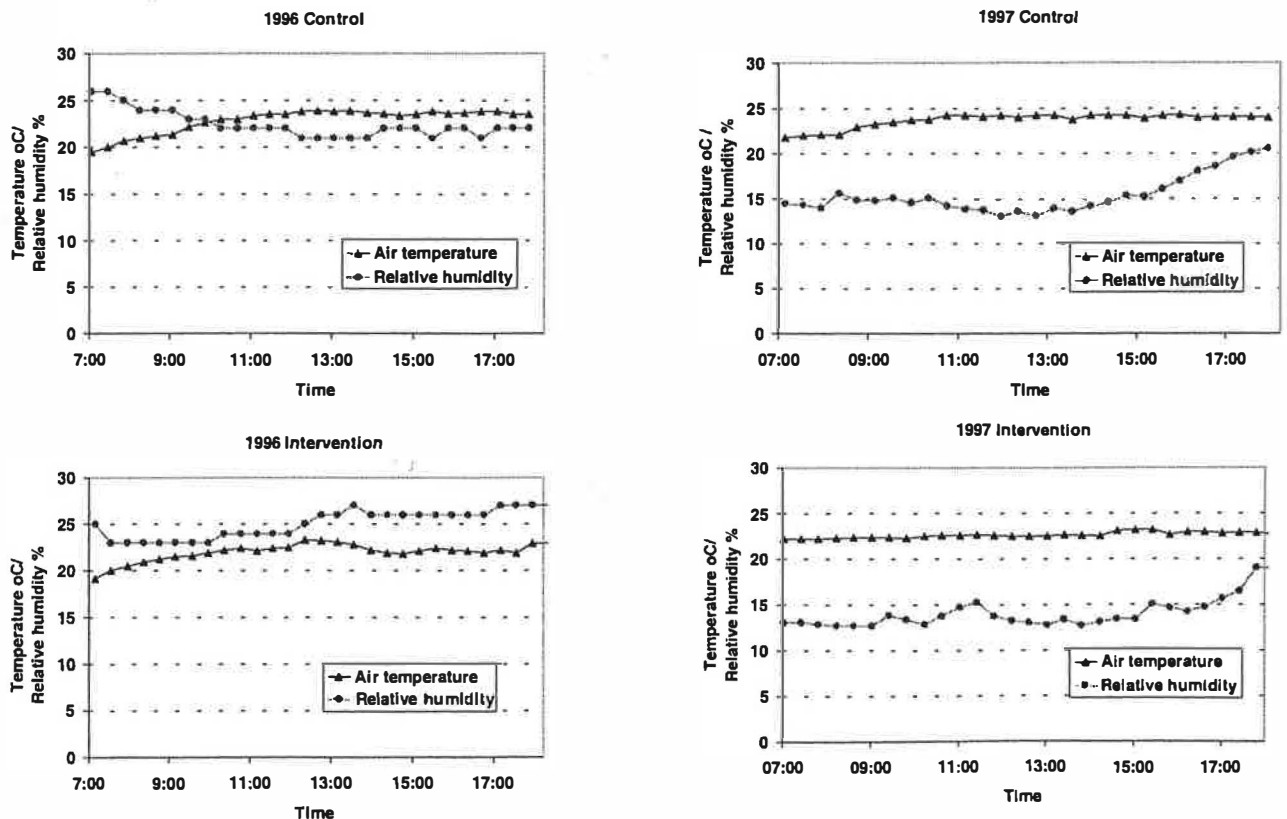 1996 Control
Temperature oC/
Relative humidity %
30
25
20
15
10
5
0
Air temperature
Relative humidity
7:00 9:00 11:00 13:00 15:00 17:00
Time
1997 Control
Temperature oC/
Relative humidity %
30
25
20
15
10
5
0
Air temperature
Relative humidity
07:00 09:00 11:00 13:00 15:00 17:00
Time
1996 Intervention
Temperature oC/
Relative humidity %
30
25
20
15
10
5
0
Air temperature
Relative humidity
7:00 9:00 11:00 13:00 15:00 17:00
Time
1997 Intervention
Temperature oC/
Relative humidity %
30
25
20
15
10
5
0
Air temperature
Relative humidity
07:00 09:00 11:00 13:00 15:00 17:00
Time